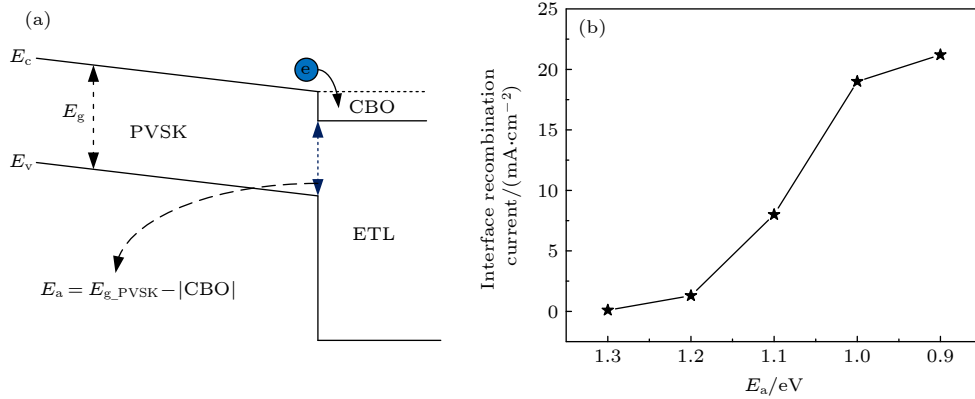 (a)
E_c
e
CBO
E_g
PVSK
E_v
ETL
E_a = E_g_PVSK − |CBO|
(b)
Interface recombination
current/(mA·cm^−2)
25
20
15
10
5
0
1.3 1.2 1.1 1.0 0.9
E_a/eV